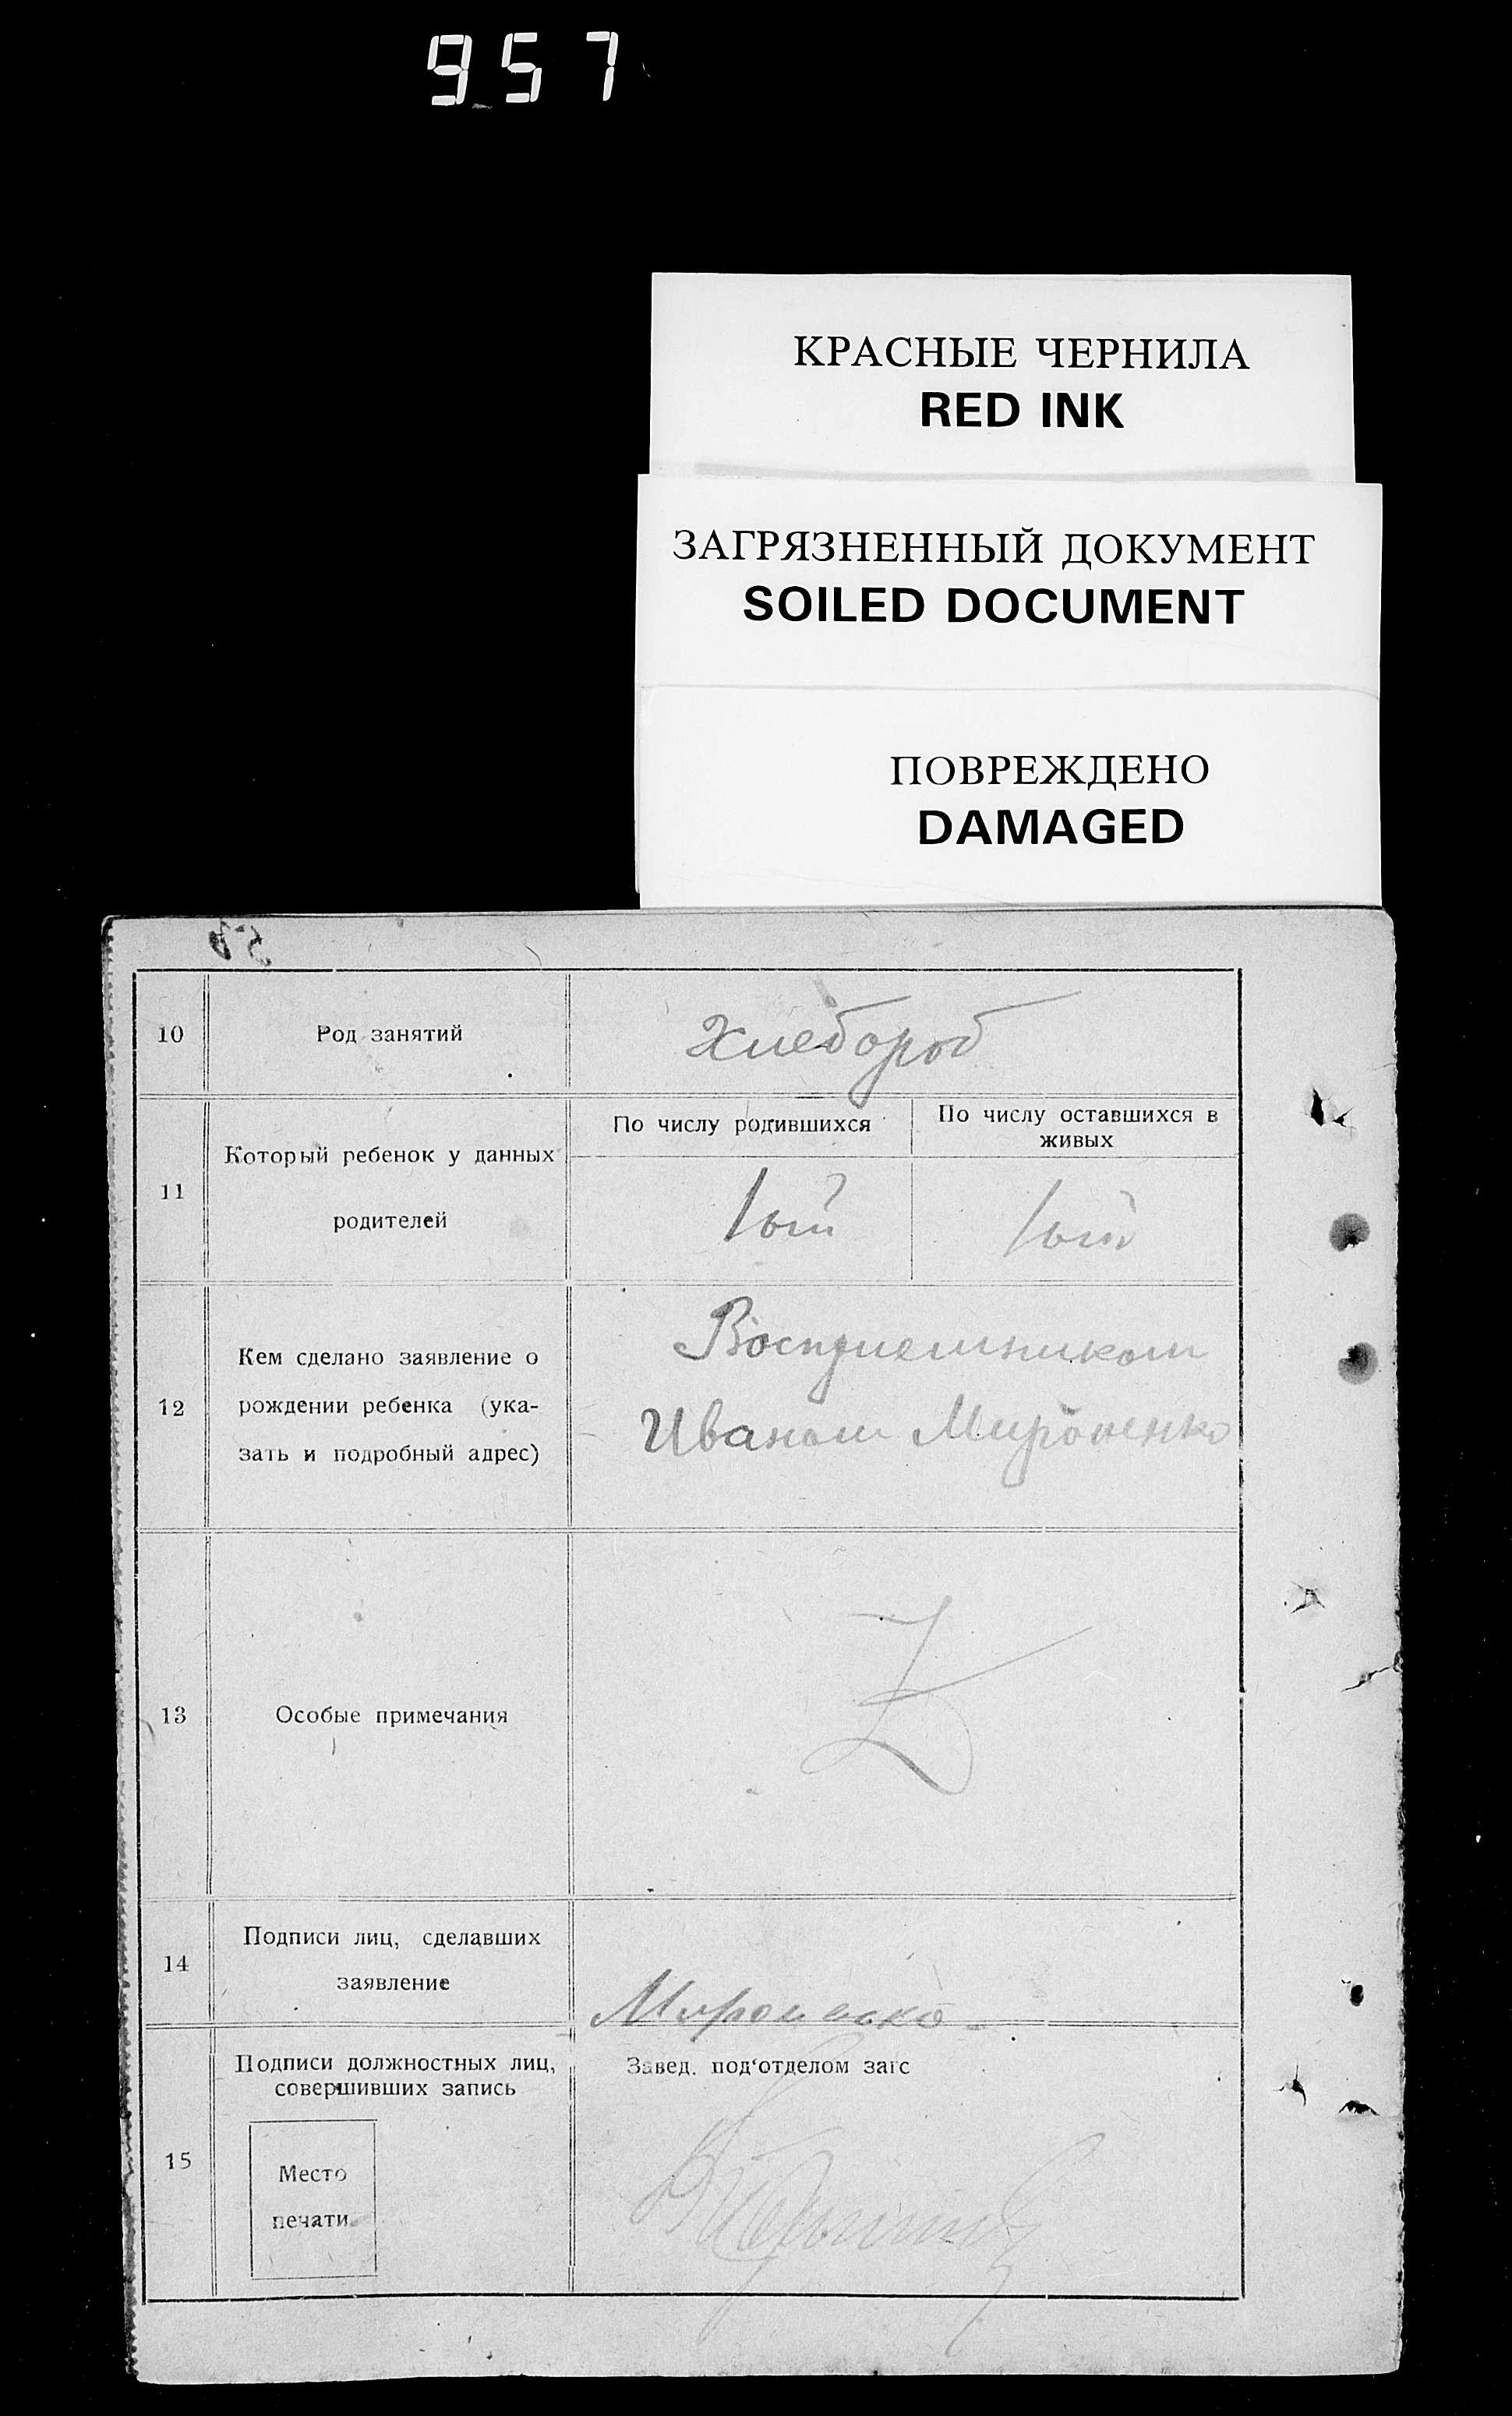 957
КРАСНЫЕ ЧЕРНИЛА
RED INK
ЗАГРЯЗНЕННЫЙ ДОКУМЕНТ
SOILED DOCUMENT
ПОВРЕЖДЕНО
DAMAGED
10 Род занятий Хлебороб
11 Который ребенок у данных родителей
По числу родившихся
По числу оставшихся в
живых
1ый 1ый
12 Кем сделано заявление о
рождении ребенка (ука-
зать и подробный адрес)
Восприемником
Иваном Мироненко
13 Особые примечания Z
14 Подписи лиц, сделавших
заявление
Мироненко
15 Подписи должностных лиц,
совершивших запись
Место
печати
Завед. под'отделом загс